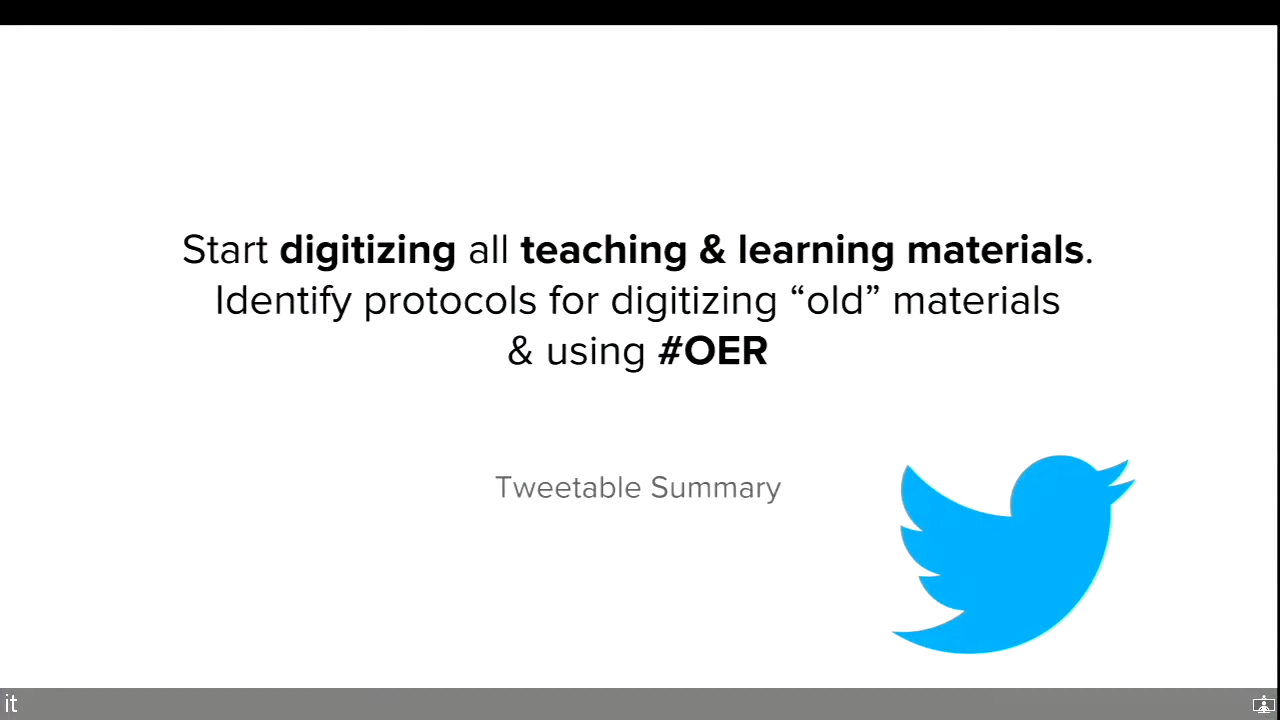 Start digitizing all teaching & learning materials.
Identify protocols for digitizing “old” materials
& using #OER
Tweetable Summary
it